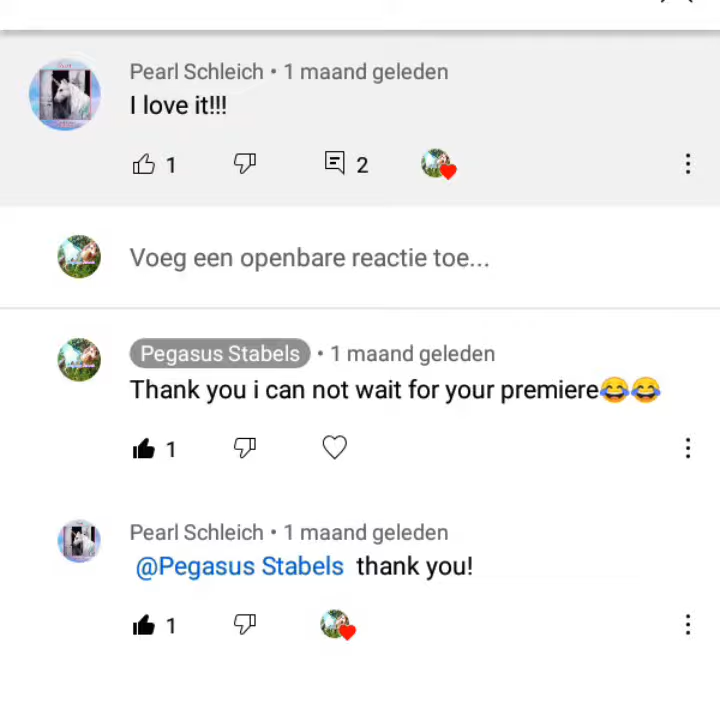 Pearl Schleich • 1 maand geleden
I love it!!!
1 2
Voeg een openbare reactie toe...
Pegasus Stabels • 1 maand geleden
Thank you i can not wait for your premiere😂😂
1
Pearl Schleich • 1 maand geleden
@Pegasus Stabels thank you!
1